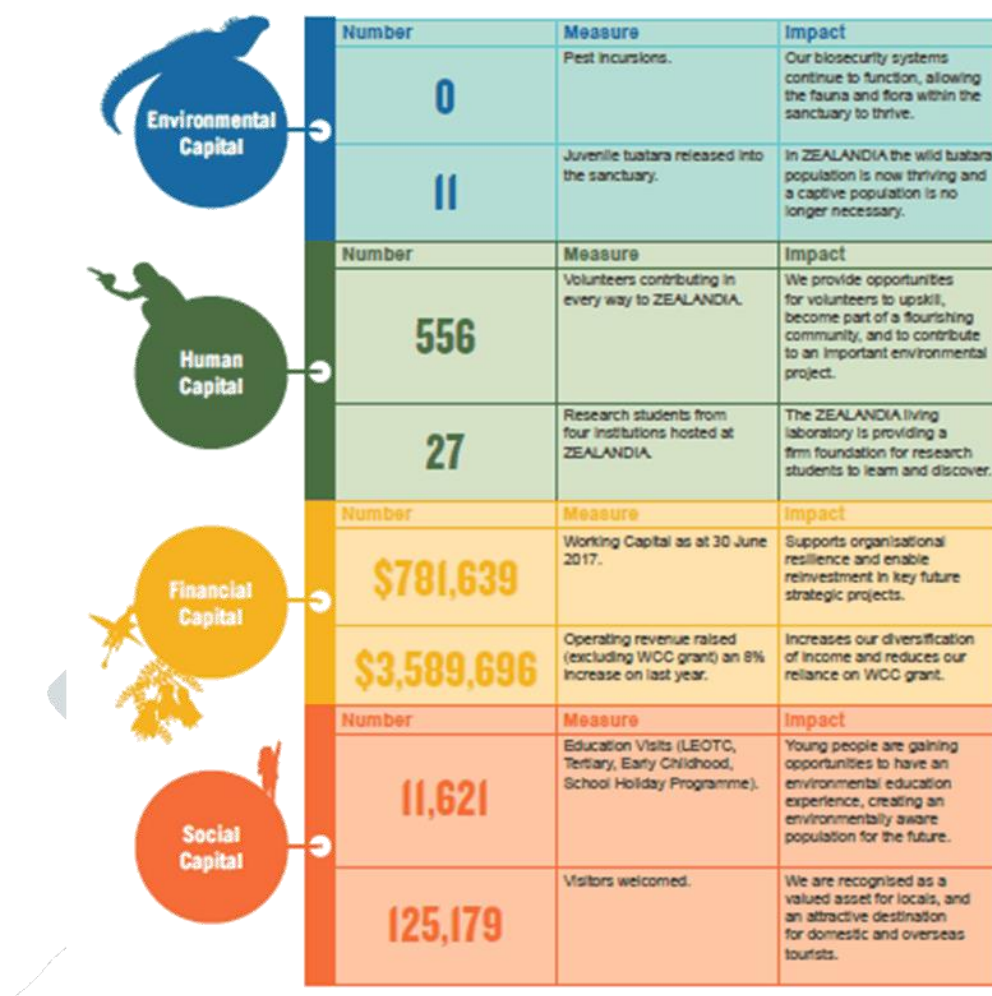 Environmental
Capital
Number Measure Impact
0
Pest incursions.
Our biosecurity systems
continue to function, allowing
the fauna and flora within the
sanctuary to thrive.
11
Juvenile tuatara released into
the sanctuary.
In ZEALANDIA the wild tuatara
population is now thriving and
a captive population is no
longer necessary.
Human
Capital
Number Measure Impact
556
Volunteers contributing in
every way to ZEALANDIA.
We provide opportunities
for volunteers to upskill,
become part of a flourishing
community, and to contribute
to an important environmental
project.
27
Research students from
four institutions hosted at
ZEALANDIA.
The ZEALANDIA living
laboratory is providing a
firm foundation for research
students to learn and discover.
Financial
Capital
Number Measure Impact
$781,639
Working Capital as at 30 June
2017.
Supports organisational
resilience and enable
reinvestment in key future
strategic projects.
$3,589,696
Operating revenue raised
(excluding WCC grant) an 8%
increase on last year.
Increases our diversification
of income and reduces our
reliance on WCC grant.
Social
Capital
Number Measure Impact
11,621
Education Visits (LEOTC,
Tertiary, Early Childhood,
School Holiday Programme).
Young people are gaining
opportunities to have an
environmental education
experience, creating an
environmentally aware
population for the future.
125,179
Visitors welcomed.
We are recognised as a
valued asset for locals, and
an attractive destination
for domestic and overseas
tourists.